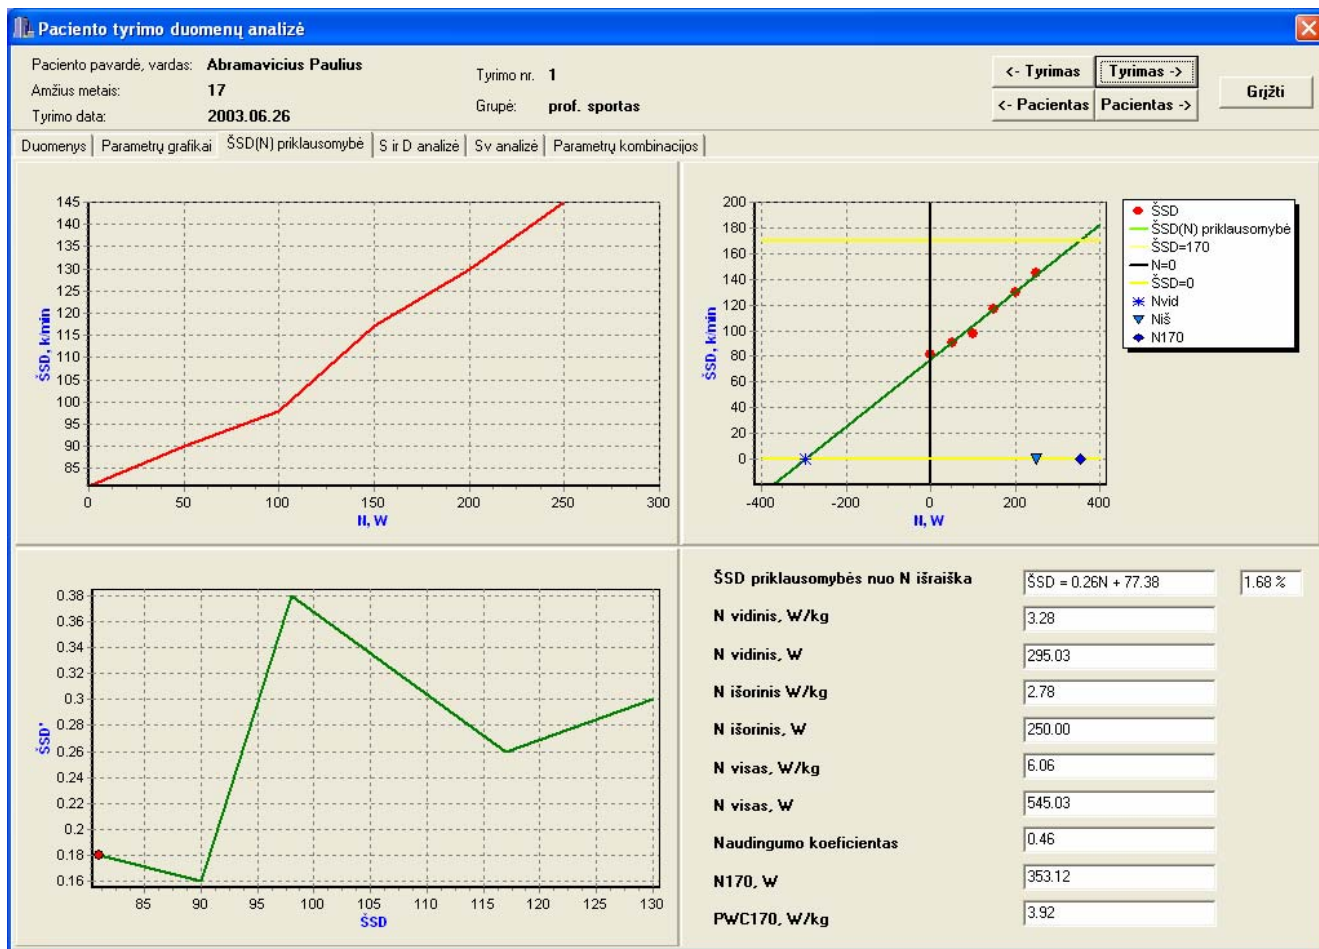 Paciento tyrimo duomenų analizė
Paciento pavardė, vardas: Abramavicius Paulius
Amžius metais: 17
Tyrimo data: 2003.06.26
Tyrimo nr. 1
Grupė: prof. sportas
<- Tyrimas Tyrimas ->
<- Pacientas Pacientas ->
Grįžti
Duomenys Parametrų grafikai ŠSD(N) priklausomybė S ir D analizė Sv analizė Parametrų kombinacijos
ŠSD, k/min
145
140
135
130
125
120
115
110
105
100
95
90
85
0 50 100 150 200 250 300
N, W
ŠSD, k/min
200
180
160
140
120
100
80
60
40
20
0
-400 -200 0 200 400
N, W
ŠSD
ŠSD(N) priklausomybė
ŠSD=170
N=0
ŠSD=0
Nvid
Niš
N170
ŠSD'
0.38
0.36
0.34
0.32
0.3
0.28
0.26
0.24
0.22
0.2
0.18
0.16
85 90 95 100 105 110 115 120 125 130
ŠSD
ŠSD priklausomybės nuo N išraiška ŠSD = 0.26N + 77.38 1.68 %
N vidinis, W/kg 3.28
N vidinis, W 295.03
N išorinis W/kg 2.78
N išorinis, W 250.00
N visas, W/kg 6.06
N visas, W 545.03
Naudingumo koeficientas 0.46
N170, W 353.12
PWC170, W/kg 3.92